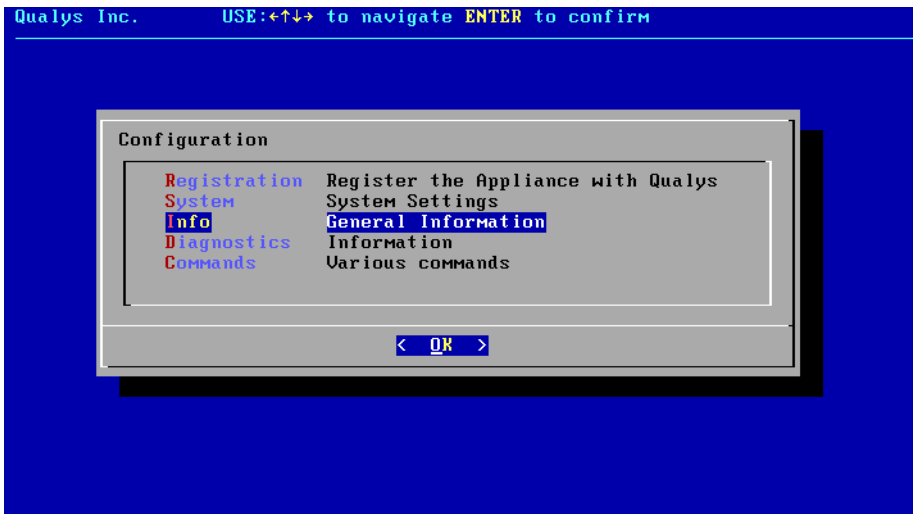 Qualys Inc. USE:←↑↓→ to navigate ENTER to confirm
Configuration
Registration Register the Appliance with Qualys
System System Settings
Info General Information
Diagnostics Information
Commands Various commands
< OK >